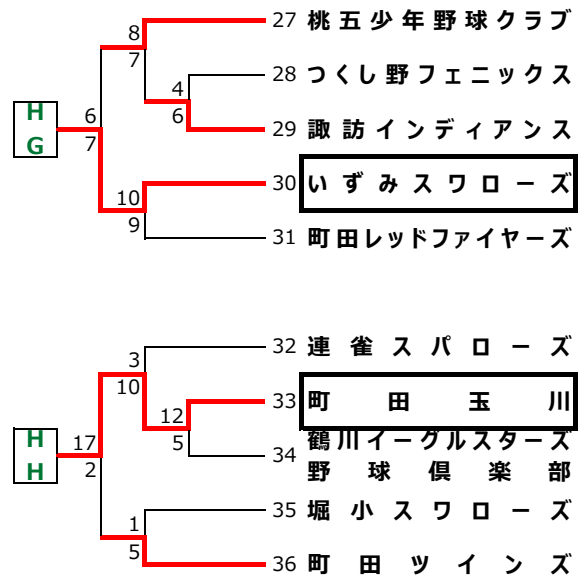 27 桃五少年野球クラブ
8
7
28 つくし野フェニックス
4
6
HG
6
7
29 諏訪インディアンス
30 いずみスワローズ
10
9
31 町田レッドファイヤーズ
32 連雀スパローズ
3
10
33 町田玉川
12
5
HH
17
2
34 鶴川イーグルスターズ
野球倶楽部
35 堀小スワローズ
1
5
36 町田ツインズ